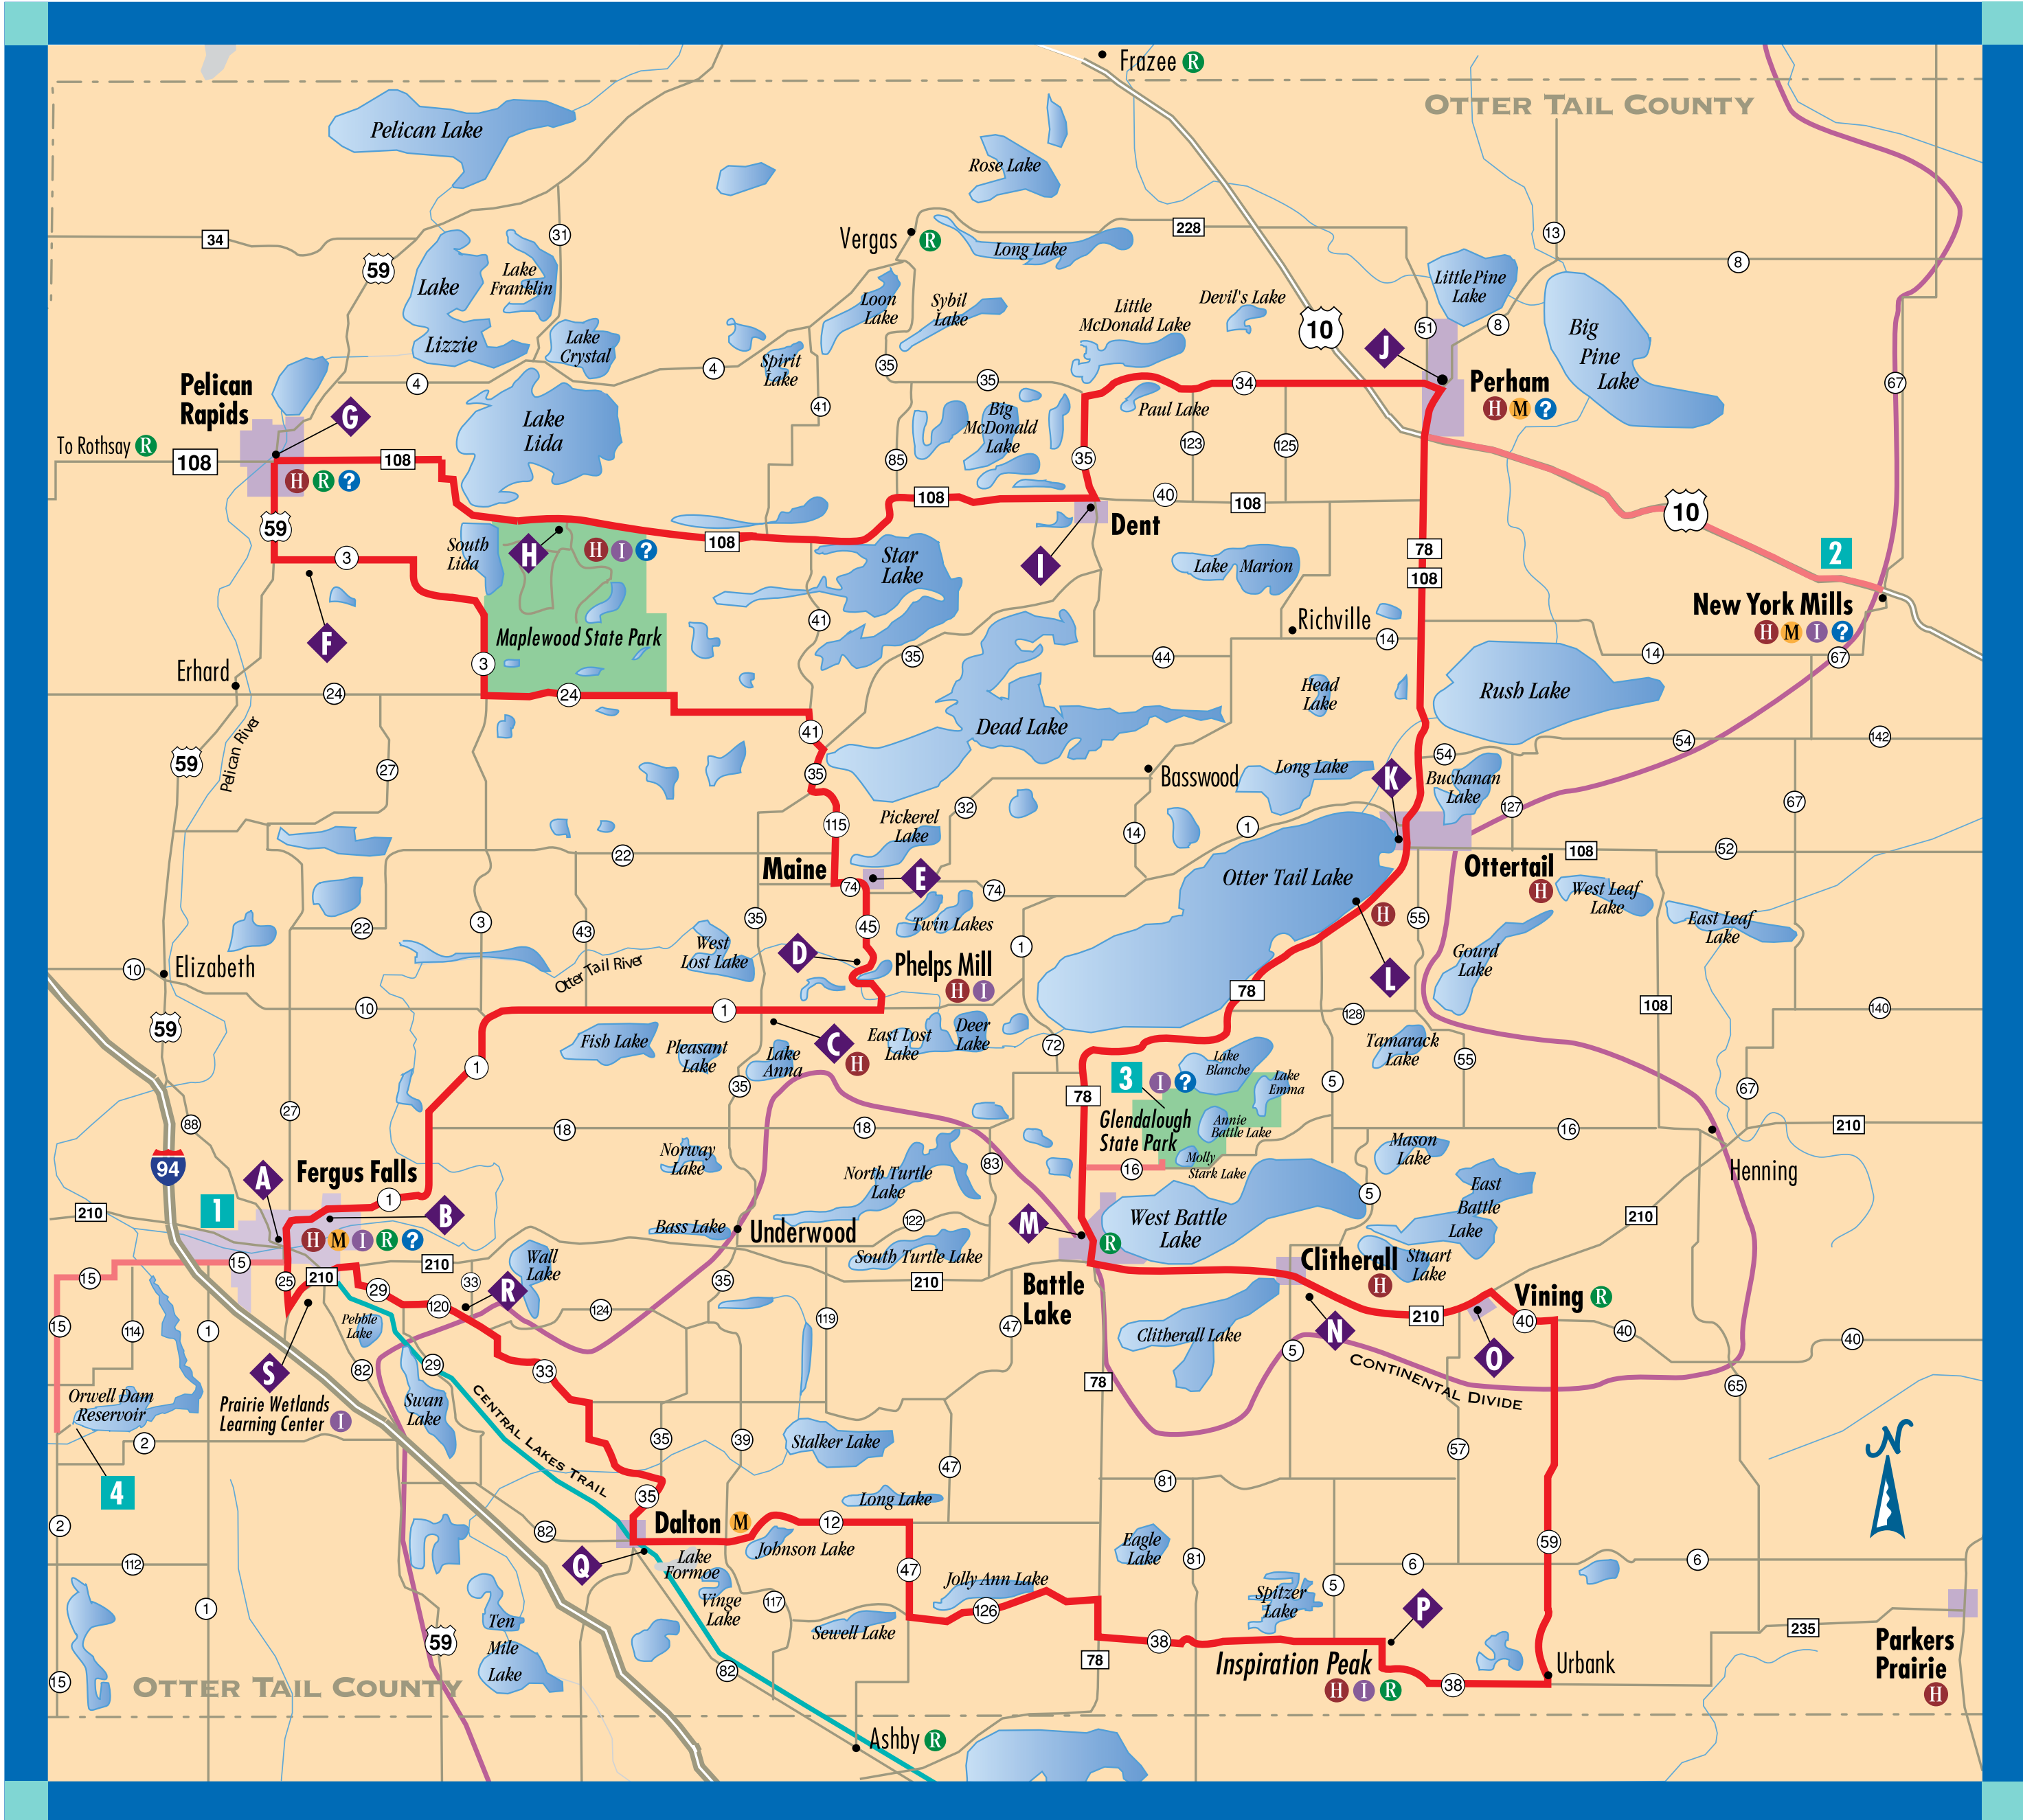 Frazee R
OTTER TAIL COUNTY
Pelican Lake
Rose Lake
34
31
59
Vergas R
Long Lake
228
13
8
Lake
Lizzie
Lake
Franklin
Lake
Crystal
Loon
Lake
Sybil
Lake
Little
McDonald Lake
Devil's Lake
10
51
Little Pine
Lake
8
Big
Pine
Lake
J
Pelican
Rapids
G
4
4
Spirit
Lake
35
35
41
34
Perham
H M ?
67
Paul Lake
To Rothsay R
108
108
H R ?
Lake
Lida
Big
McDonald
Lake
85
35
123
125
59
3
108
40
108
10
Dent
I
South
Lida
H
H I ?
108
Star
Lake
Lake Marion
78
108
2
New York Mills
H M I ?
67
F
Maplewood State Park
41
35
Richville
14
14
44
Erhard
24
3
24
Head
Lake
Rush Lake
Pelican River
59
27
41
35
Dead Lake
Basswood
Long Lake
K
54
54
142
Buchanan
Lake
127
67
115
Pickerel
Lake
32
14
1
22
Maine
74
E
74
Otter Tail Lake
Ottertail
H
108
52
22
3
43
35
45
Twin Lakes
H
55
West Leaf
Lake
East Leaf
Lake
West
Lost Lake
D
Phelps Mill
H I
1
Gourd
Lake
L
10
Elizabeth
Otter Tail River
10
59
1
78
128
108
140
Fish Lake
Pleasant
Lake
Lake
Anna
C
H
East Lost
Lake
Deer
Lake
72
Tamarack
Lake
55
1
35
78
3 I ?
Lake
Blanche
Lake
Emma
5
67
27
88
Glendalough
State Park
Annie
Battle Lake
18
18
16
210
94
Fergus Falls
Norway
Lake
North Turtle
Lake
83
16
Molly
Stark Lake
Mason
Lake
Henning
A
1
B
1
210
H M I R ?
Bass Lake
Underwood
122
South Turtle Lake
210
M
R
West Battle
Lake
5
East
Battle
Lake
210
15
15
25
210
210
29
33
R
Wall
Lake
35
Clitherall
H
Stuart
Lake
Battle
Lake
Vining R
15
114
1
120
Pebble
Lake
124
119
47
Clitherall Lake
N
210
40
40
40
O
5
S
82
29
33
CONTINENTAL DIVIDE
65
Orwell Dam
Reservoir
Prairie Wetlands
Learning Center I
Swan
Lake
CENTRAL LAKES TRAIL
78
2
35
39
Stalker Lake
47
57
N
4
81
35
Long Lake
2
82
Dalton M
12
Johnson Lake
Eagle
Lake
81
59
112
Q
Lake
Formoe
47
6
6
Jolly Ann Lake
5
1
Ten
Mile
Lake
Vinge
Lake
117
126
Spitzer
Lake
P
59
Sewell Lake
38
235
78
Inspiration Peak
H I R
Urbank
Parkers
Prairie
H
15
OTTER TAIL COUNTY
82
38
Ashby R